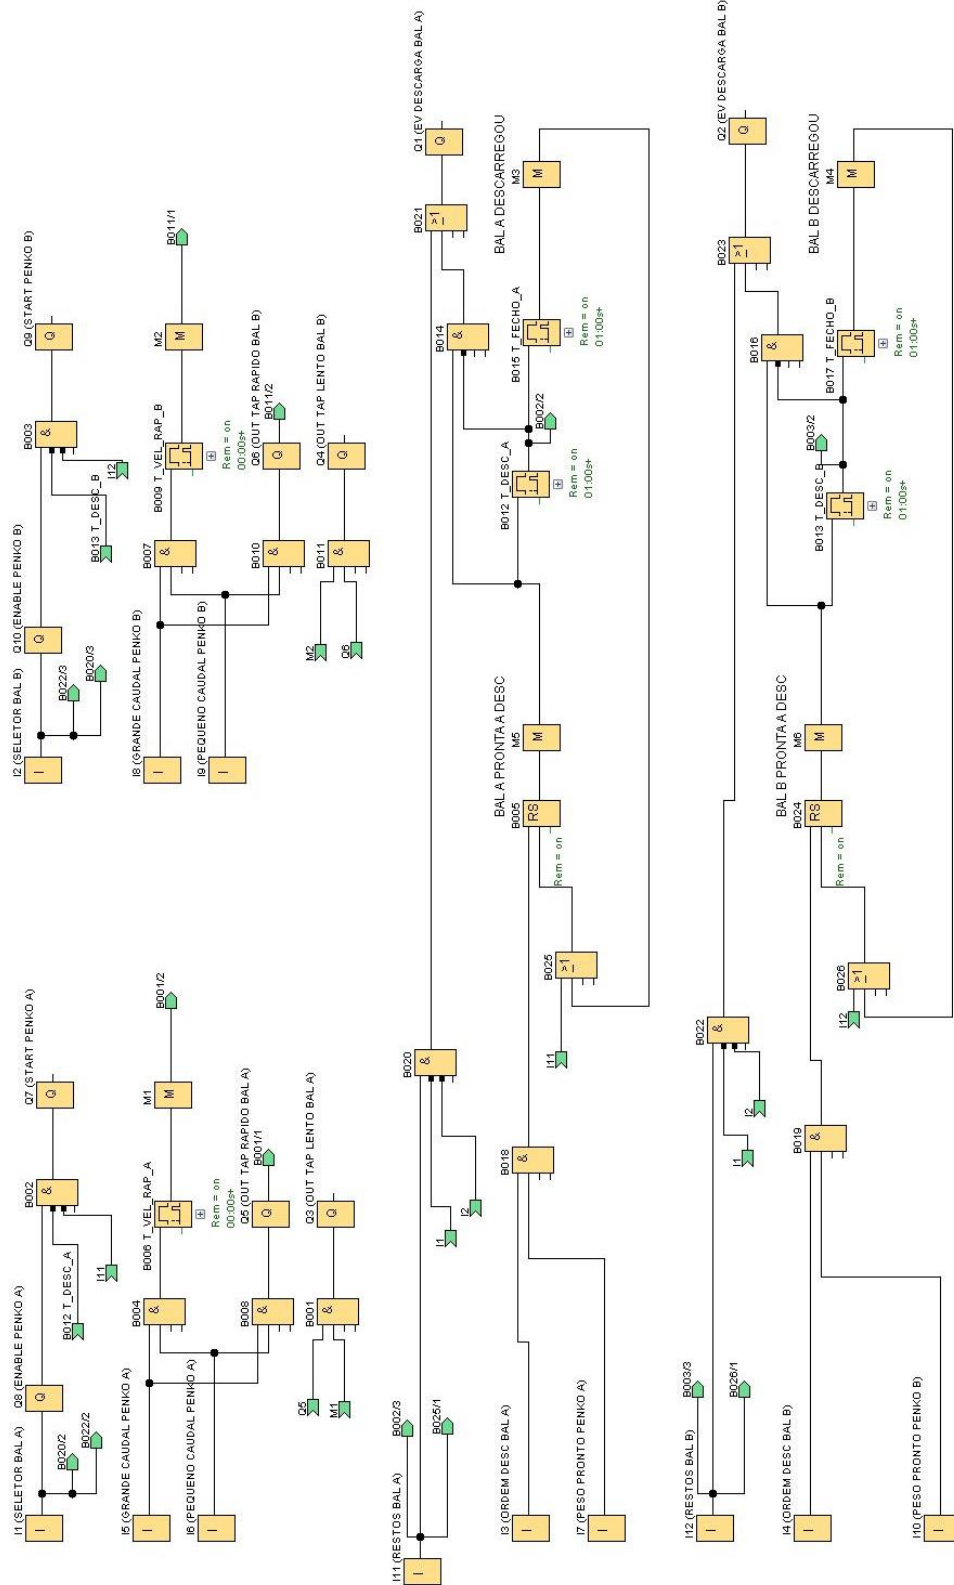 I1 (SELETOR BAL A)
I
B020/2
B022/2
Q8 (ENABLE PENKO A)
Q
B012 T_DESC_A
I11
B002
&
Q7 (START PENKO A)
Q
I5 (GRANDE CAUDAL PENKO A)
I
I6 (PEQUENO CAUDAL PENKO A)
I
B004
&
B006 T_VEL_RAP_A
Rem = on
00:00s+
M1
M
B001/2
B008
&
Q5 (OUT TAP RAPIDO BAL A)
Q
B001/1
Q5
M1
B001
&
Q3 (OUT TAP LENTO BAL A)
Q
I2 (SELETOR BAL B)
I
B022/3
B020/3
Q10 (ENABLE PENKO B)
Q
B013 T_DESC_B
I12
B003
&
Q9 (START PENKO B)
Q
I8 (GRANDE CAUDAL PENKO B)
I
I9 (PEQUENO CAUDAL PENKO B)
I
B007
&
B009 T_VEL_RAP_B
Rem = on
00:00s+
M2
M
B011/1
B010
&
Q6 (OUT TAP RAPIDO BAL B)
Q
B011/2
M2
Q6
B011
&
Q4 (OUT TAP LENTO BAL B)
Q
I11 (RESTOS BAL A)
I
B002/3
B025/1
I1
I2
B020
&
B021
>1
Q1 (EV DESCARGA BAL A)
Q
I3 (ORDEM DESC BAL A)
I
I7 (PESO PRONTO PENKO A)
I
B018
&
I11
B025
>1
BAL A PRONTA A DESC
B005
RS
Rem = on
M5
M
B012 T_DESC_A
Rem = on
01:00s+
B002/2
B014
&
B015 T_FECHO_A
Rem = on
01:00s+
BAL A DESCARREGOU
M3
M
I12 (RESTOS BAL B)
I
B003/3
B026/1
I1
I2
B022
&
B023
>1
Q2 (EV DESCARGA BAL B)
Q
I4 (ORDEM DESC BAL B)
I
I10 (PESO PRONTO PENKO B)
I
B019
&
I12
B026
>1
BAL B PRONTA A DESC
B024
RS
Rem = on
M6
M
B013 T_DESC_B
Rem = on
01:00s+
B003/2
B016
&
B017 T_FECHO_B
Rem = on
01:00s+
BAL B DESCARREGOU
M4
M